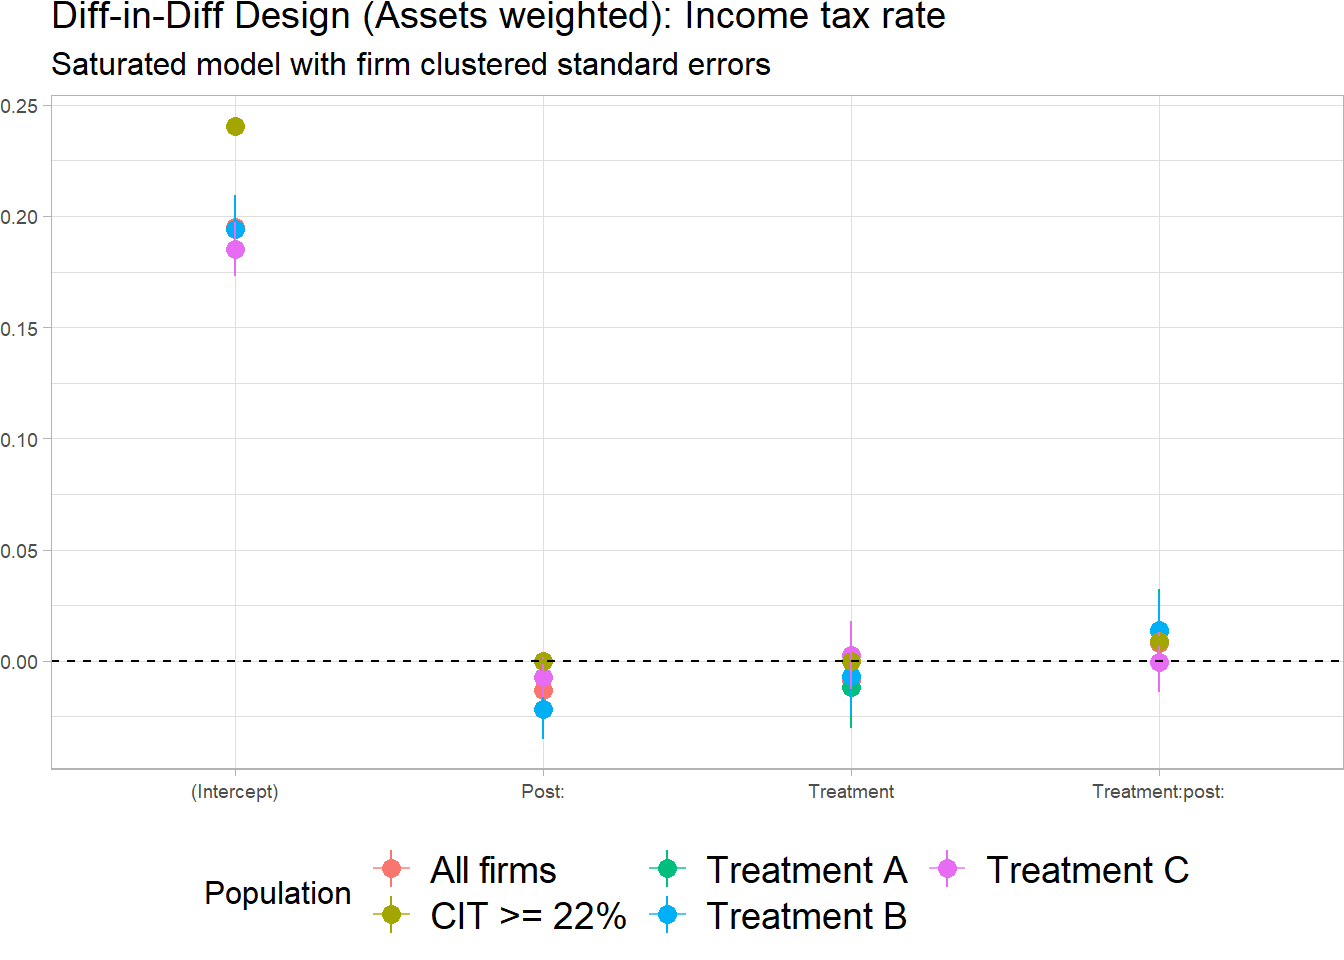 Diff-in-Diff Design (Assets weighted): Income tax rate
Saturated model with firm clustered standard errors
0.25
0.20
0.15
0.10
0.05
0.00
(Intercept) Post: Treatment Treatment:post:
Population
All firms Treatment A Treatment C
CIT >= 22% Treatment B